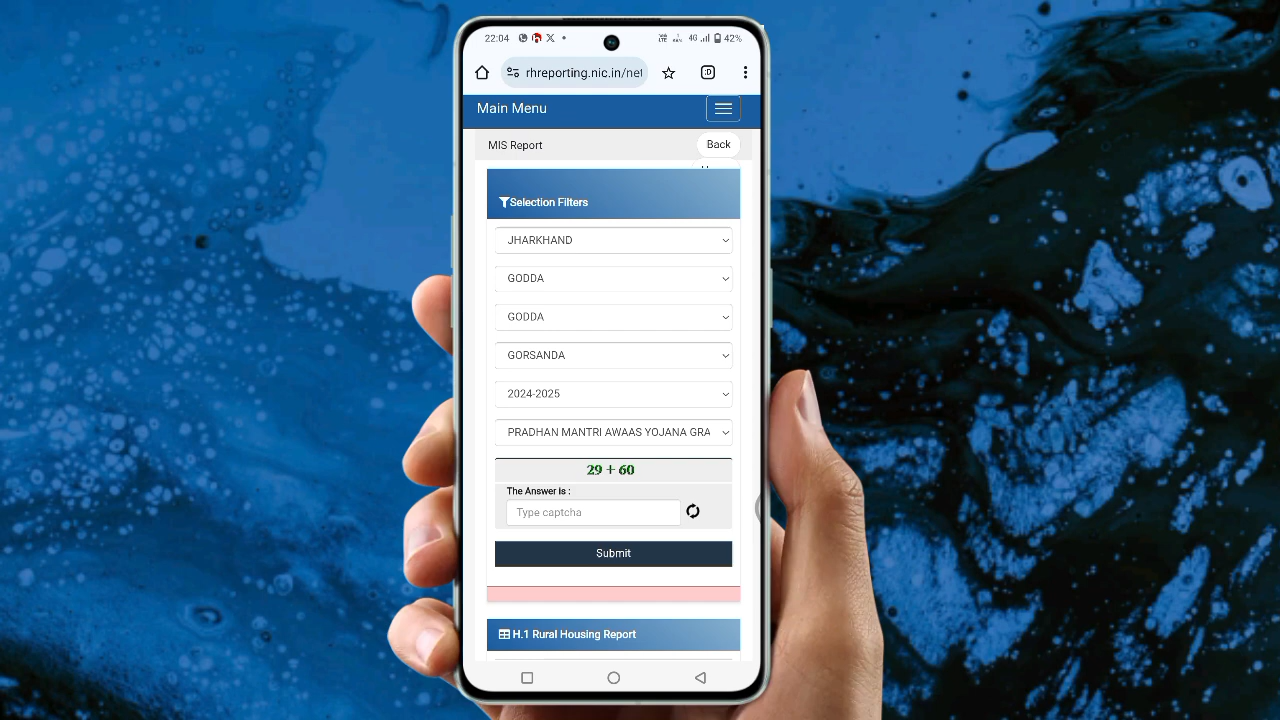 22:04
4G
42%
rhreporting.nic.in/net
Main Menu
MIS Report
Back
Selection Filters
JHARKHAND
GODDA
GODDA
GORSANDA
2024-2025
PRADHAN MANTRI AWAAS YOJANA GRA
29 + 60
The Answer is :
Type captcha
Submit
H.1 Rural Housing Report